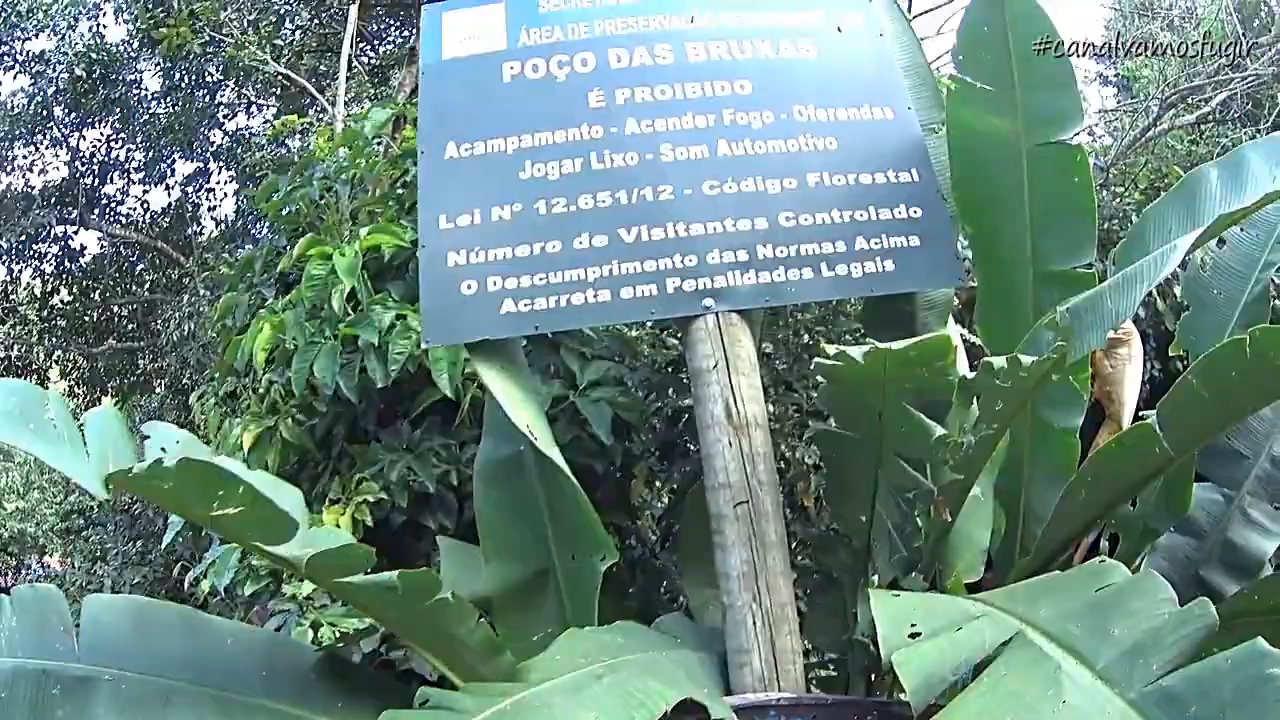 #canalvamosfugir
ÁREA DE PRESERVAÇÃO
POÇO DAS BRUXAS
É PROIBIDO
Acampamento - Acender Fogo - Oferendas
Jogar Lixo - Som Automotivo
Lei Nº 12.651/12 - Código Florestal
Número de Visitantes Controlado
O Descumprimento das Normas Acima
Acarreta em Penalidades Legais